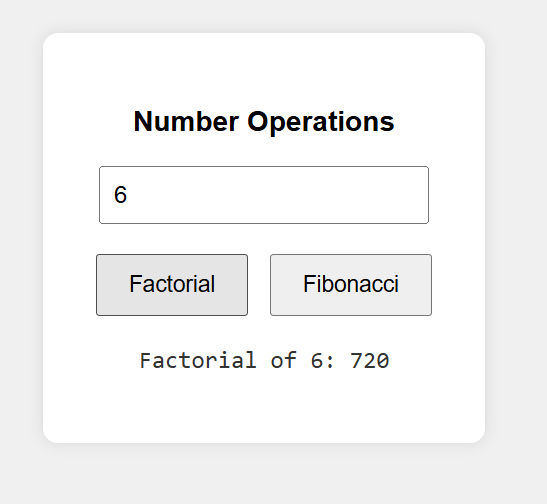 Number Operations
6
Factorial Fibonacci
Factorial of 6: 720